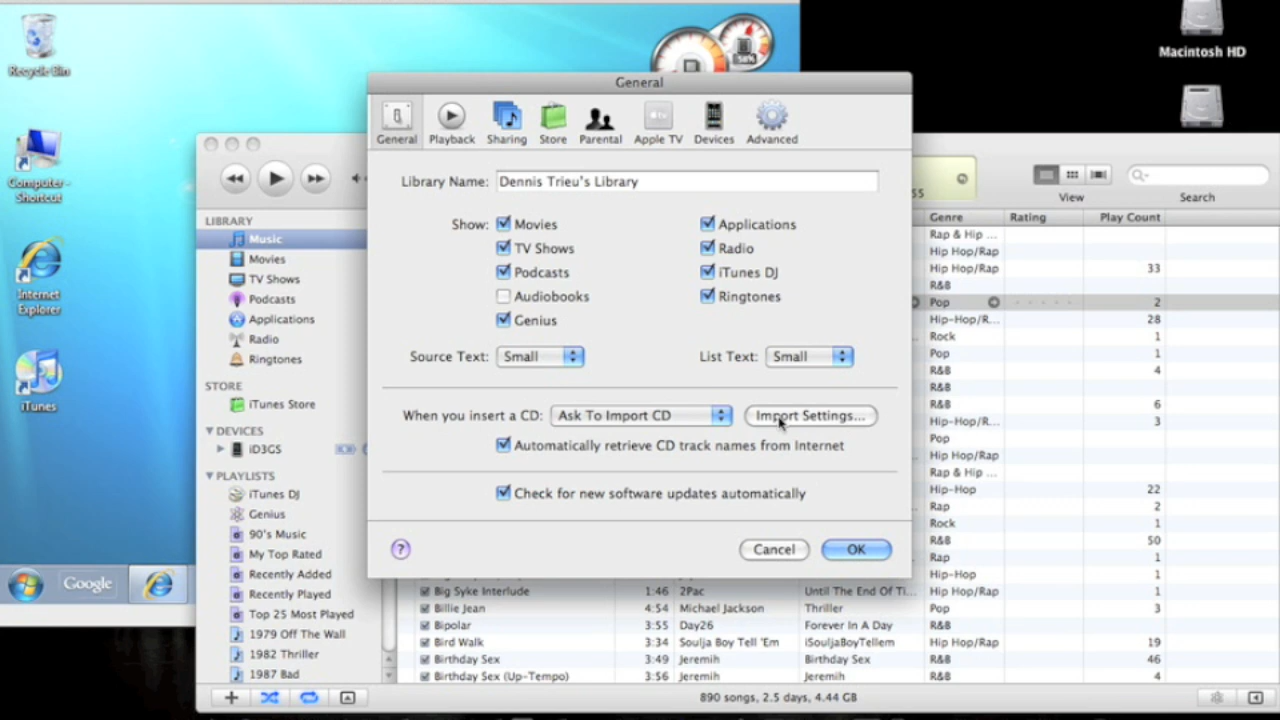 Recycle Bin
Computer - Shortcut
Internet Explorer
iTunes
Google
Macintosh HD
General
General Playback Sharing Store Parental Apple TV Devices Advanced
Library Name: Dennis Trieu's Library
Show: Movies Applications
TV Shows Radio
Podcasts iTunes DJ
Audiobooks Ringtones
Genius
Source Text: Small List Text: Small
When you insert a CD: Ask To Import CD Import Settings...
Automatically retrieve CD track names from Internet
Check for new software updates automatically
? Cancel OK
LIBRARY
Music
Movies
TV Shows
Podcasts
Applications
Radio
Ringtones
STORE
iTunes Store
DEVICES
iD3GS
PLAYLISTS
iTunes DJ
Genius
90's Music
My Top Rated
Recently Added
Recently Played
Top 25 Most Played
1979 Off The Wall
1982 Thriller
1987 Bad
View Search
Genre Rating Play Count
Rap & Hip ...
Hip Hop/Rap
Hip Hop/Rap 33
R&B
Pop 2
Hip-Hop/R... 28
Rock 1
Pop 1
R&B 4
R&B
R&B 6
Hip-Hop/R... 3
Pop
Hip Hop/Rap
Rap & Hip ...
Hip-Hop 22
Rap 2
Rock 1
R&B 50
Rap 1
Hip-Hop 1
Big Syke Interlude 1:46 2Pac Until The End Of Ti... Hip Hop/Rap 1
Billie Jean 4:54 Michael Jackson Thriller Pop 3
Bipolar 3:55 Day26 Forever In A Day R&B
Bird Walk 3:34 Soulja Boy Tell 'Em iSouljaBoyTellem Hip Hop/Rap 19
Birthday Sex 3:49 Jeremih Birthday Sex R&B 46
Birthday Sex (Up-Tempo) 3:56 Jeremih Jeremih R&B 4
890 songs, 2.5 days, 4.44 GB